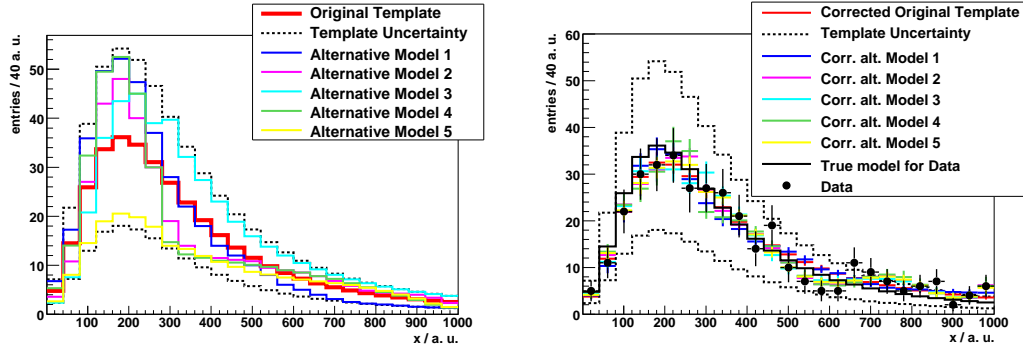 Original Template
Template Uncertainty
Alternative Model 1
Alternative Model 2
Alternative Model 3
Alternative Model 4
Alternative Model 5
entries / 40 a. u.
50
40
30
20
10
0
100 200 300 400 500 600 700 800 900 1000
x / a. u.
Corrected Original Template
Template Uncertainty
Corr. alt. Model 1
Corr. alt. Model 2
Corr. alt. Model 3
Corr. alt. Model 4
Corr. alt. Model 5
True model for Data
Data
entries / 40 a. u.
60
50
40
30
20
10
0
100 200 300 400 500 600 700 800 900 1000
x / a. u.